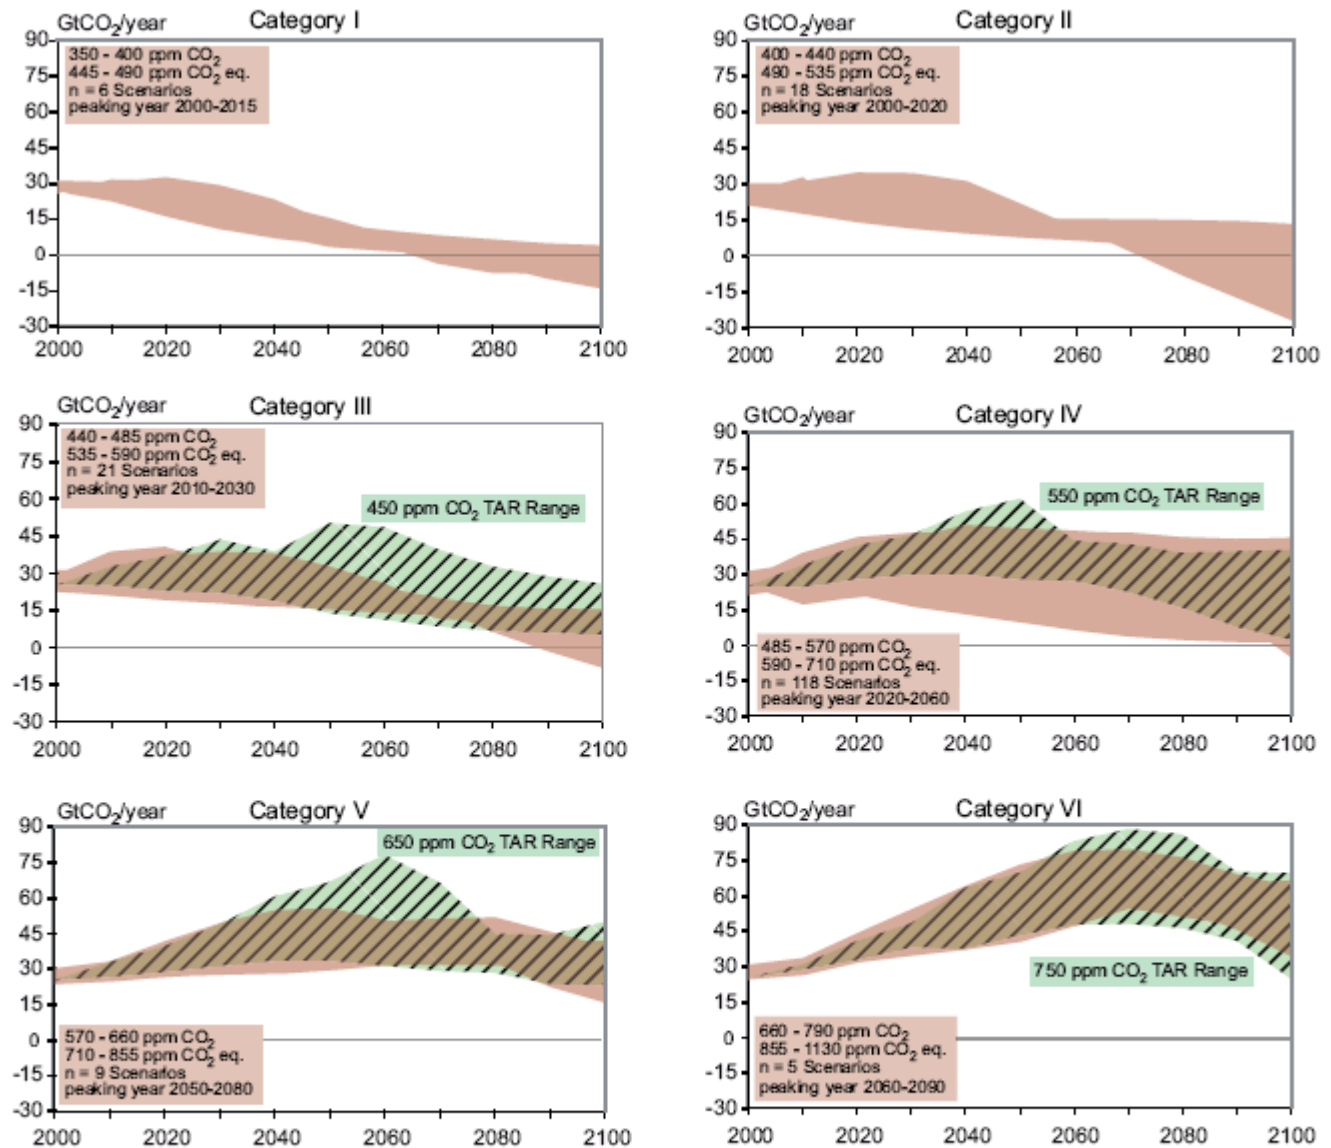 GtCO2/year Category I
90
75
60
45
30
15
0
-15
-30
350 - 400 ppm CO2
445 - 490 ppm CO2 eq.
n = 6 Scenarios
peaking year 2000-2015
2000 2020 2040 2060 2080 2100
GtCO2/year Category II
90
75
60
45
30
15
0
-15
-30
400 - 440 ppm CO2
490 - 535 ppm CO2 eq.
n = 18 Scenarios
peaking year 2000-2020
2000 2020 2040 2060 2080 2100
GtCO2/year Category III
90
75
60
45
30
15
0
-15
-30
440 - 485 ppm CO2
535 - 590 ppm CO2 eq.
n = 21 Scenarios
peaking year 2010-2030
450 ppm CO2 TAR Range
2000 2020 2040 2060 2080 2100
GtCO2/year Category IV
90
75
60
45
30
15
0
-15
-30
550 ppm CO2 TAR Range
485 - 570 ppm CO2
590 - 710 ppm CO2 eq.
n = 118 Scenarios
peaking year 2020-2060
2000 2020 2040 2060 2080 2100
GtCO2/year Category V
90
75
60
45
30
15
0
-15
-30
650 ppm CO2 TAR Range
570 - 660 ppm CO2
710 - 855 ppm CO2 eq.
n = 9 Scenarios
peaking year 2050-2080
2000 2020 2040 2060 2080 2100
GtCO2/year Category VI
90
75
60
45
30
15
0
-15
-30
750 ppm CO2 TAR Range
660 - 790 ppm CO2
855 - 1130 ppm CO2 eq.
n = 5 Scenarios
peaking year 2060-2090
2000 2020 2040 2060 2080 2100